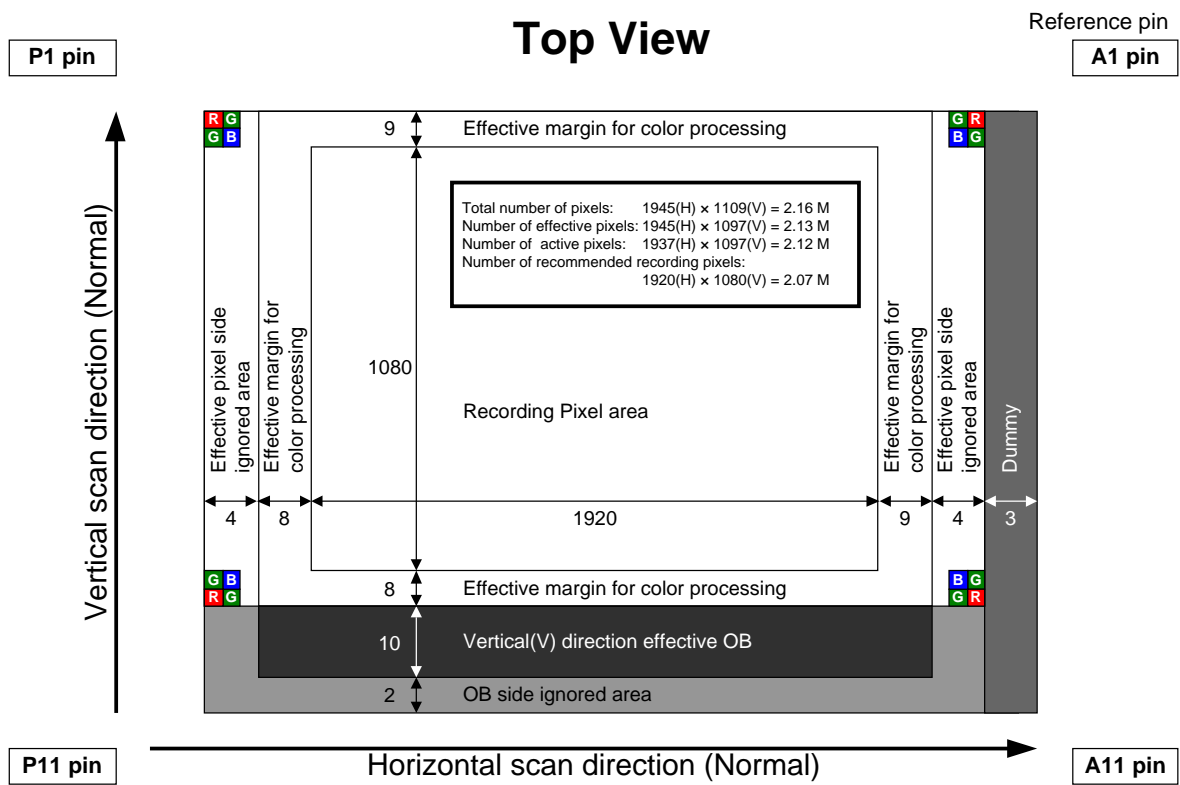 Top View
Reference pin
P1 pin
A1 pin
R G
G B
G R
B G
9
Effective margin for color processing
Total number of pixels: 1945(H) × 1109(V) = 2.16 M
Number of effective pixels: 1945(H) × 1097(V) = 2.13 M
Number of active pixels: 1937(H) × 1097(V) = 2.12 M
Number of recommended recording pixels:
1920(H) × 1080(V) = 2.07 M
Vertical scan direction (Normal)
Effective pixel side
ignored area
Effective margin for
color processing
1080
Recording Pixel area
Effective margin for
color processing
Effective pixel side
ignored area
Dummy
4
8
1920
9
4
3
G B
R G
B G
G R
8
Effective margin for color processing
10
Vertical(V) direction effective OB
2
OB side ignored area
P11 pin
Horizontal scan direction (Normal)
A11 pin